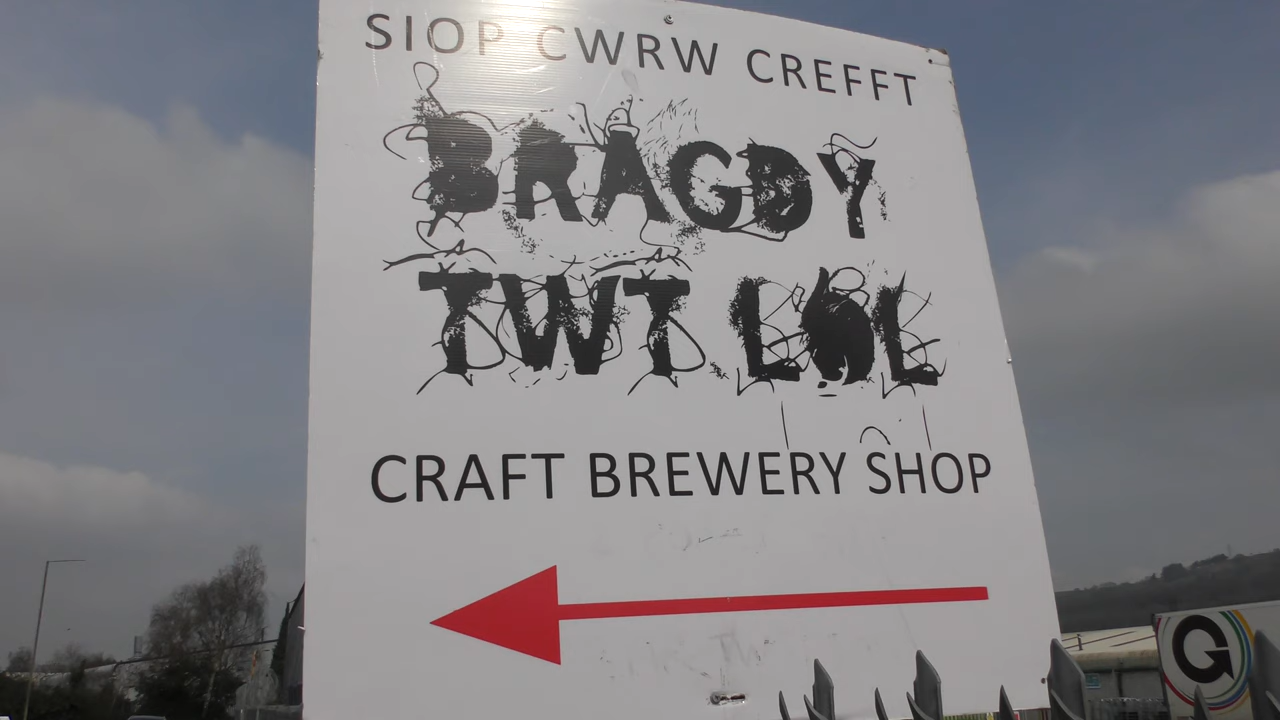 SIOP CWRW CREFFT
BRAGDY
TWT LOL
CRAFT BREWERY SHOP
G